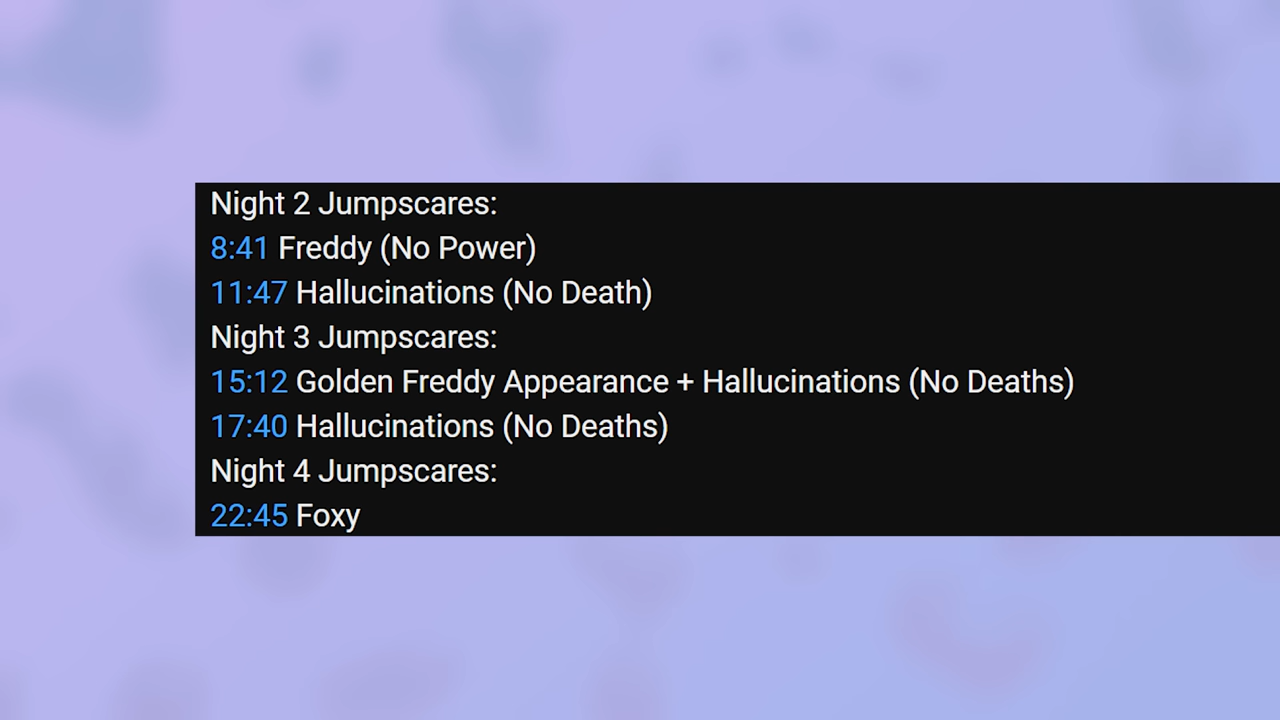 Night 2 Jumpscares:
8:41 Freddy (No Power)
11:47 Hallucinations (No Death)
Night 3 Jumpscares:
15:12 Golden Freddy Appearance + Hallucinations (No Deaths)
17:40 Hallucinations (No Deaths)
Night 4 Jumpscares:
22:45 Foxy